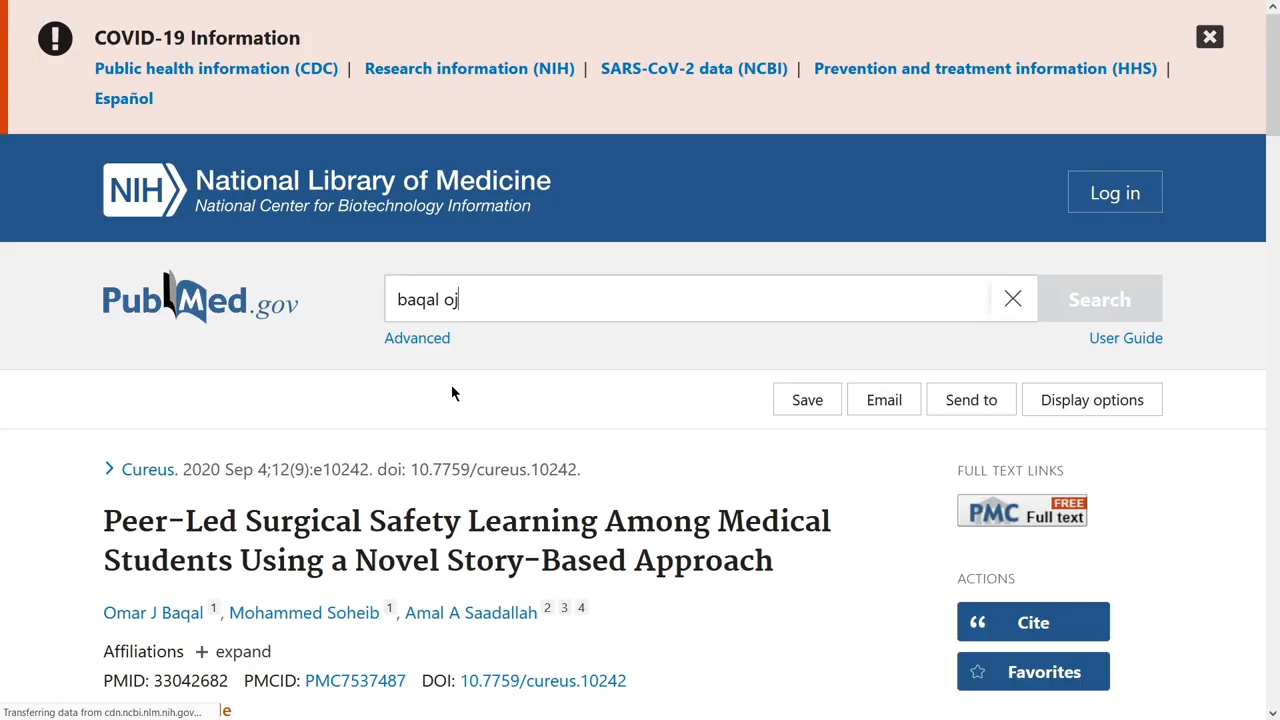 COVID-19 Information
Public health information (CDC) | Research information (NIH) | SARS-CoV-2 data (NCBI) | Prevention and treatment information (HHS) |
Español
NIH National Library of Medicine
National Center for Biotechnology Information
Log in
PubMed.gov
baqal oj
Search
Advanced
User Guide
Save
Email
Send to
Display options
Cureus. 2020 Sep 4;12(9):e10242. doi: 10.7759/cureus.10242.
Peer-Led Surgical Safety Learning Among Medical
Students Using a Novel Story-Based Approach
Omar J Baqal 1, Mohammed Soheib 1, Amal A Saadallah 2 3 4
Affiliations + expand
PMID: 33042682 PMCID: PMC7537487 DOI: 10.7759/cureus.10242
FULL TEXT LINKS
PMC FREE Full text
ACTIONS
Cite
Favorites
Transferring data from cdn.ncbi.nlm.nih.gov...